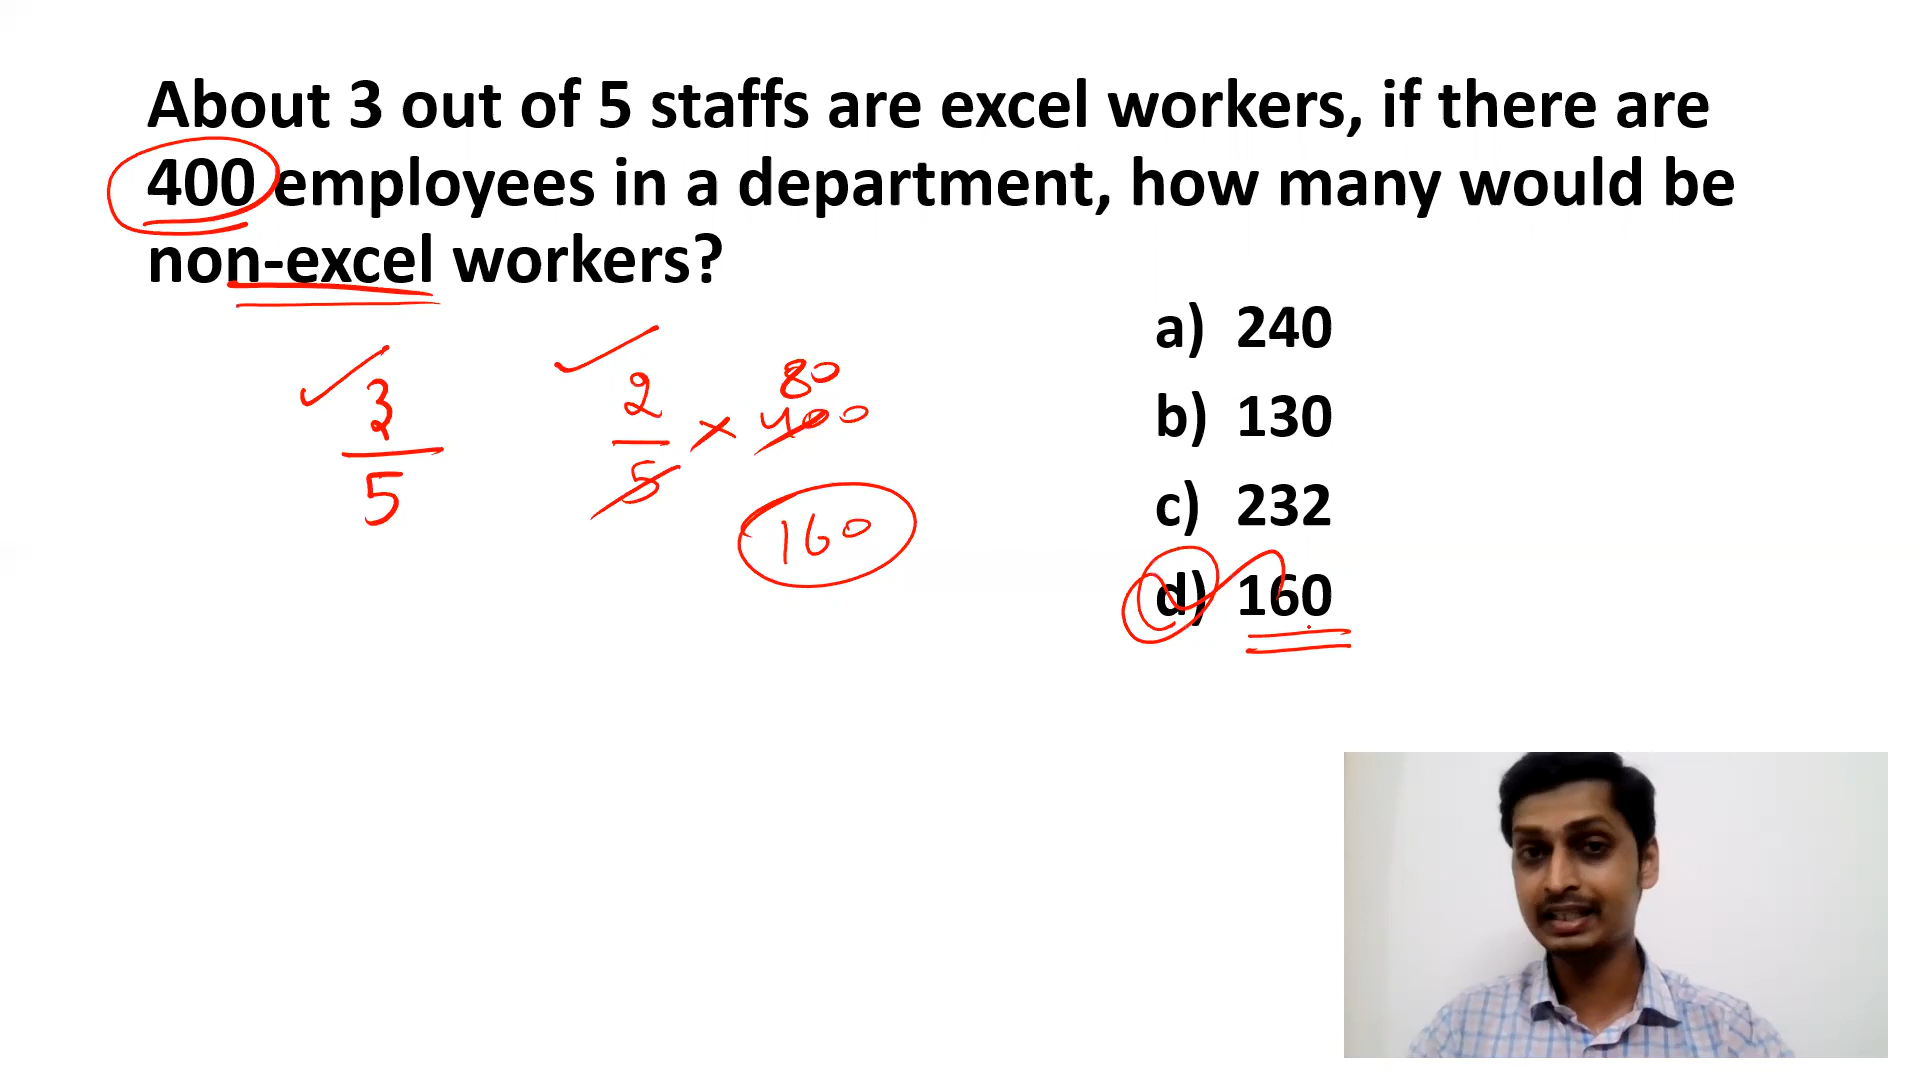 About 3 out of 5 staffs are excel workers, if there are
400 employees in a department, how many would be
non-excel workers?
a) 240
b) 130
c) 232
d) 160
3
5
2
5
×
80
400
160